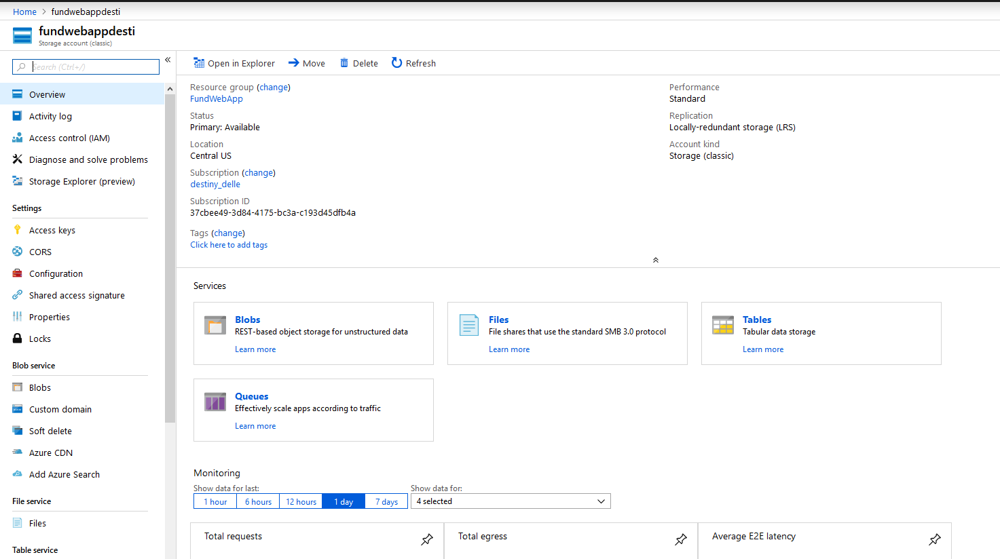 Home > fundwebappdesti
fundwebappdesti
Storage account (classic)
Search (Ctrl+/)
«
Overview
Activity log
Access control (IAM)
Diagnose and solve problems
Storage Explorer (preview)
Settings
Access keys
CORS
Configuration
Shared access signature
Properties
Locks
Blob service
Blobs
Custom domain
Soft delete
Azure CDN
Add Azure Search
File service
Files
Table service
Open in Explorer Move Delete Refresh
Resource group (change)
FundWebApp
Status
Primary: Available
Location
Central US
Subscription (change)
destiny_delle
Subscription ID
37cbee49-3d84-4175-bc3a-c193d45dfb4a
Tags (change)
Click here to add tags
Performance
Standard
Replication
Locally-redundant storage (LRS)
Account kind
Storage (classic)
Services
Blobs
REST-based object storage for unstructured data
Learn more
Files
File shares that use the standard SMB 3.0 protocol
Learn more
Tables
Tabular data storage
Learn more
Queues
Effectively scale apps according to traffic
Learn more
Monitoring
Show data for last:
1 hour 6 hours 12 hours 1 day 7 days
Show data for:
4 selected
Total requests
Total egress
Average E2E latency